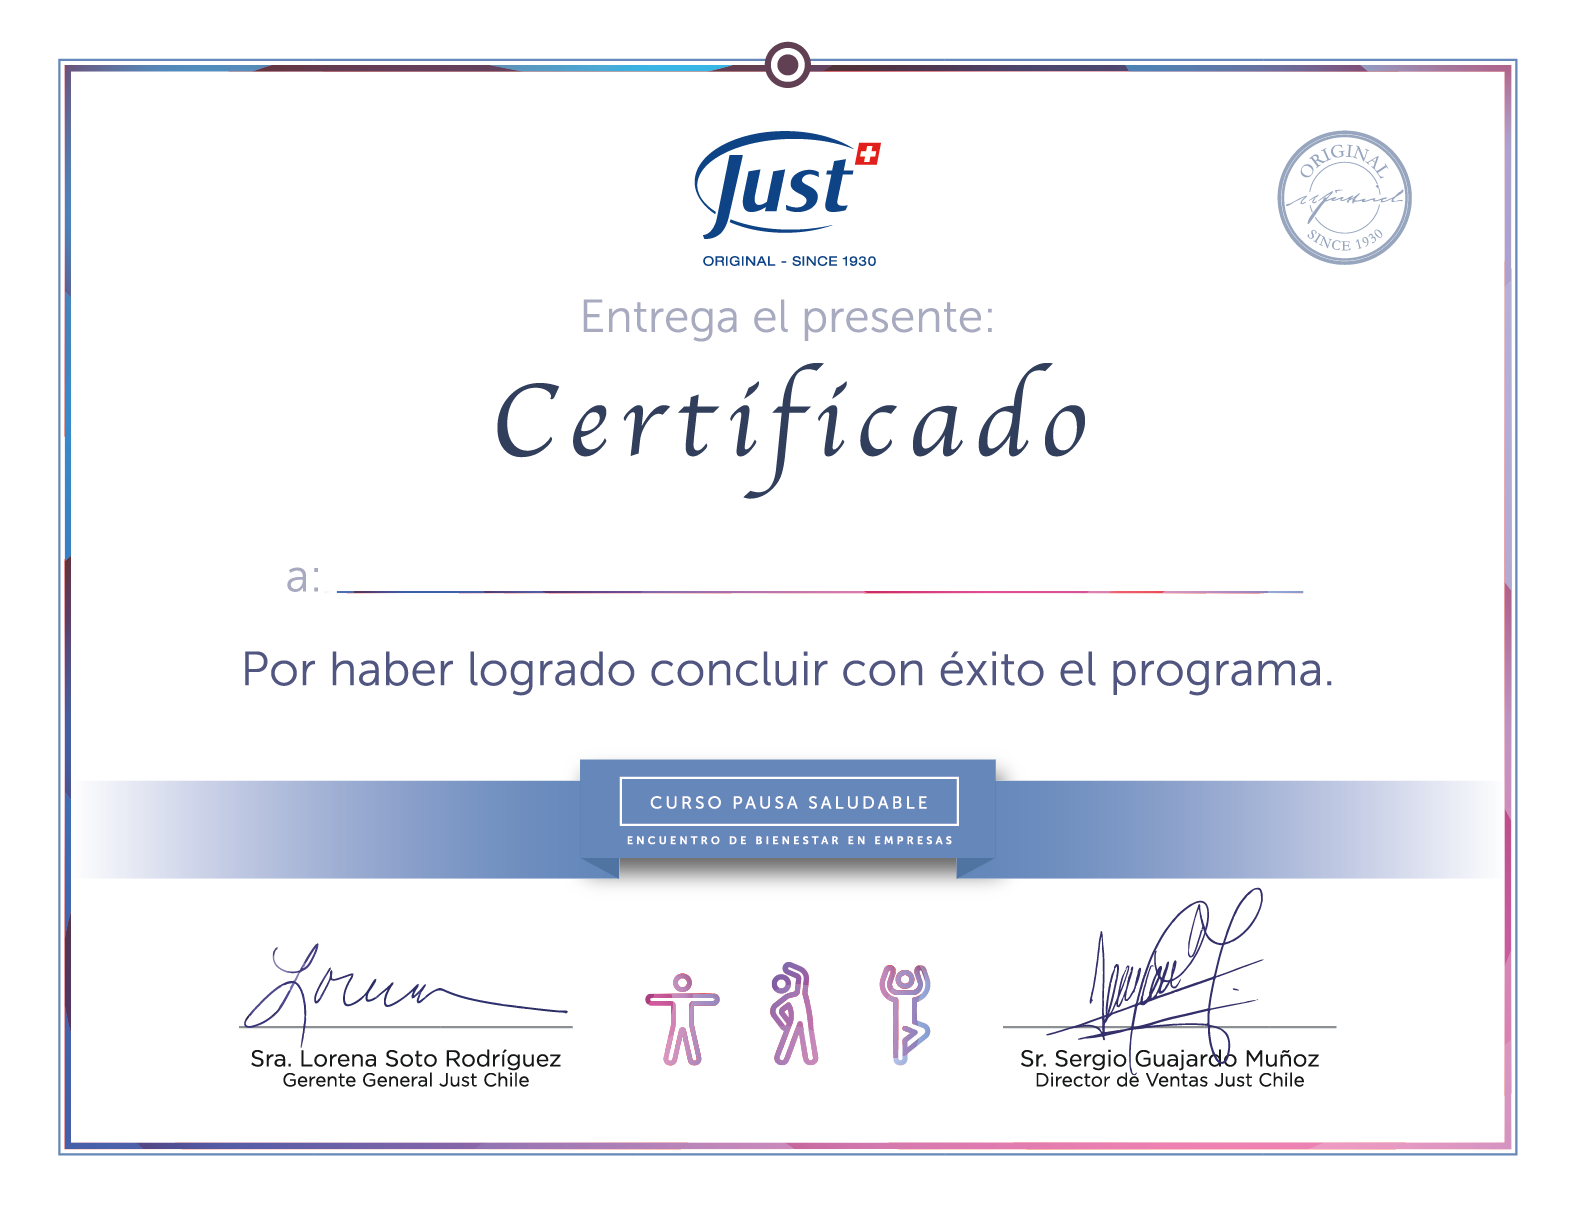 Just
ORIGINAL - SINCE 1930
ORIGINAL
SINCE 1930
Entrega el presente:
Certificado
a:
Por haber logrado concluir con éxito el programa.
CURSO PAUSA SALUDABLE
ENCUENTRO DE BIENESTAR EN EMPRESAS
Lorena
Sra. Lorena Soto Rodríguez
Gerente General Just Chile
Sr. Sergio Guajardo Muñoz
Director de Ventas Just Chile